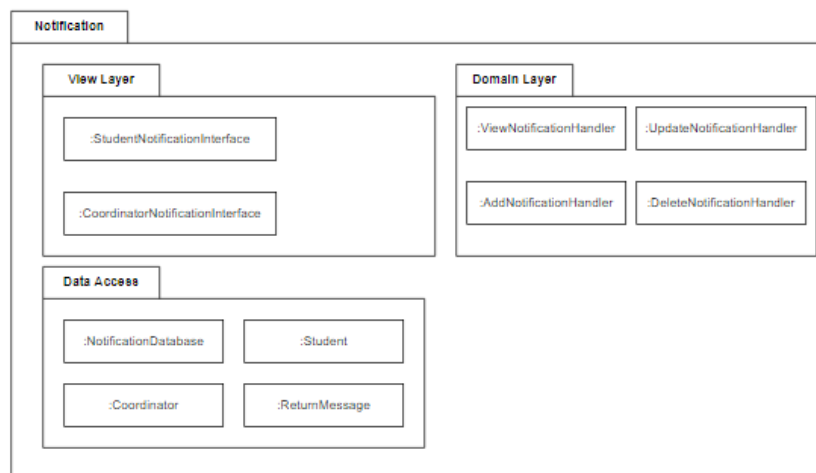 Notification
View Layer
:StudentNotificationInterface
:CoordinatorNotificationInterface
Domain Layer
:ViewNotificationHandler
:UpdateNotificationHandler
:AddNotificationHandler
:DeleteNotificationHandler
Data Access
:NotificationDatabase
:Student
:Coordinator
:ReturnMessage